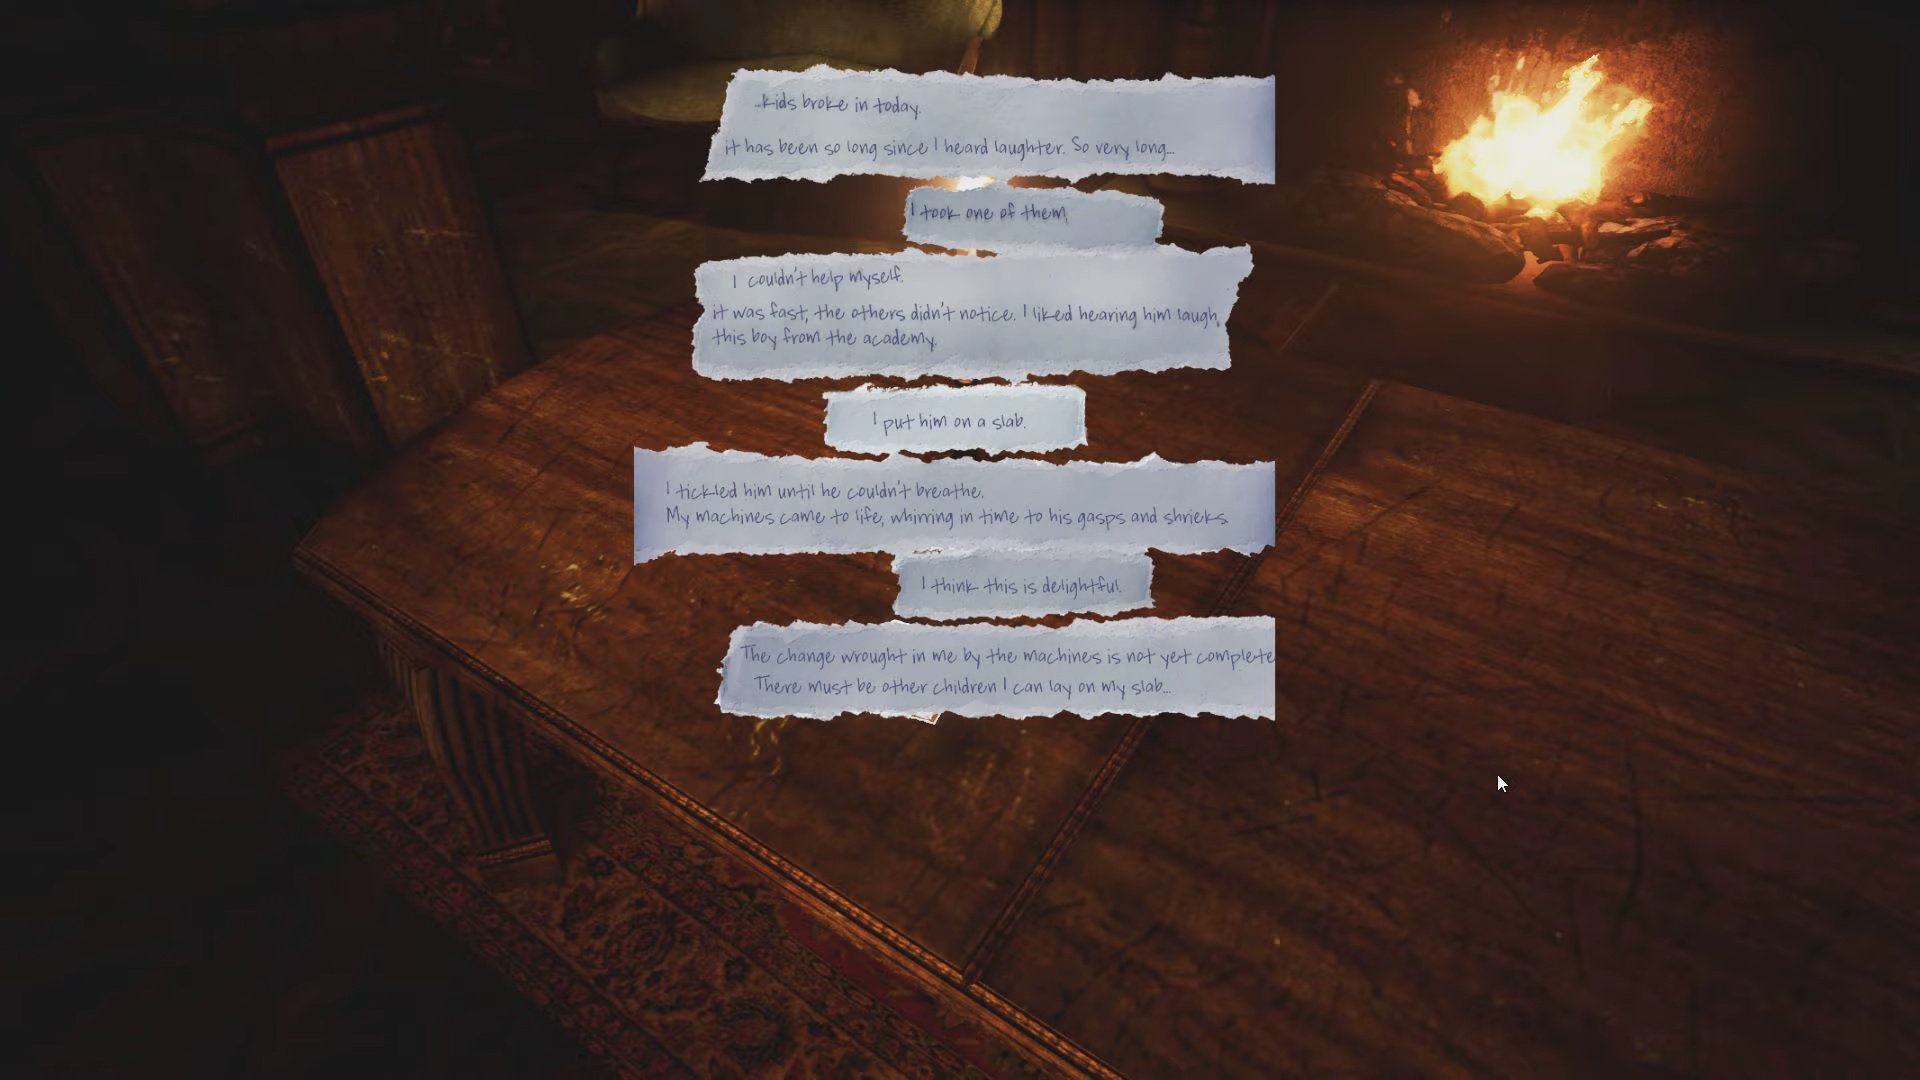 ...kids broke in today.
it has been so long since I heard laughter. So very long...
I took one of them,
I couldn't help myself.
it was fast, the others didn't notice. I liked hearing him laugh,
this boy from the academy.
I put him on a slab.
I tickled him until he couldn't breathe.
My machines came to life, whirring in time to his gasps and shrieks.
I think this is delightful.
The change wrought in me by the machines is not yet complete
There must be other children I can lay on my slab...